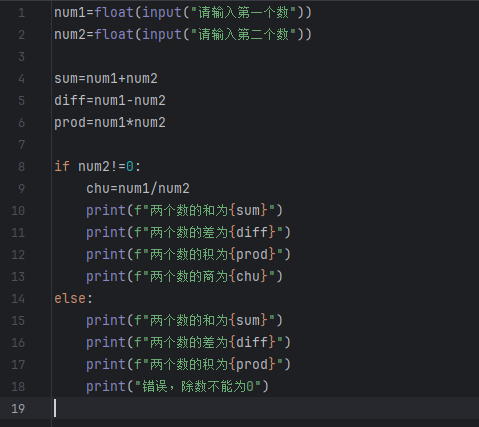 1 num1=float(input("请输入第一个数"))
2 num2=float(input("请输入第二个数"))
3
4 sum=num1+num2
5 diff=num1-num2
6 prod=num1*num2
7
8 if num2!=0:
9     chu=num1/num2
10     print(f"两个数的和为{sum}")
11     print(f"两个数的差为{diff}")
12     print(f"两个数的积为{prod}")
13     print(f"两个数的商为{chu}")
14 else:
15     print(f"两个数的和为{sum}")
16     print(f"两个数的差为{diff}")
17     print(f"两个数的积为{prod}")
18     print("错误，除数不能为0")
19